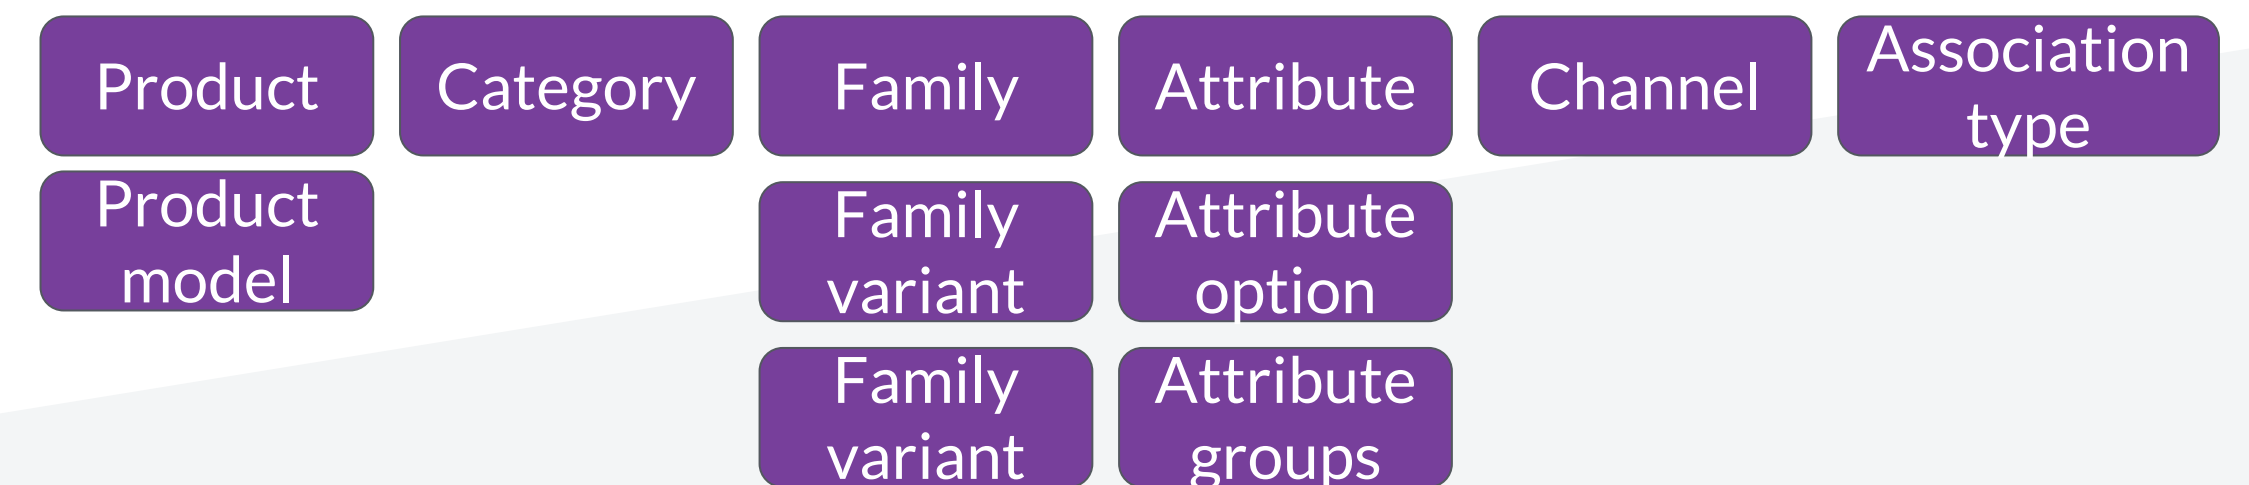 Product
Category
Family
Attribute
Channel
Association
type
Product
model
Family
variant
Attribute
option
Family
variant
Attribute
groups